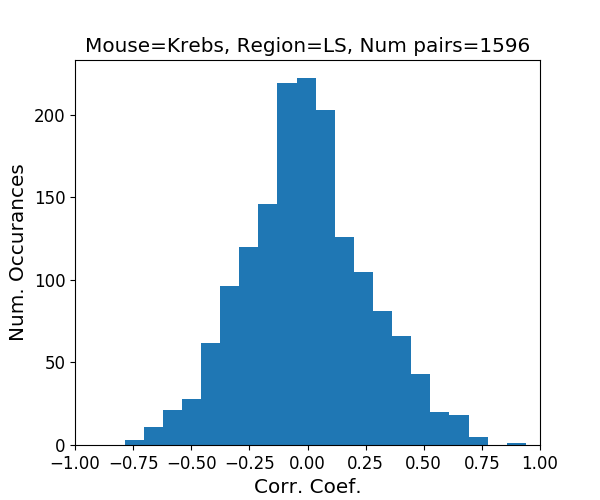 Mouse=Krebs, Region=LS, Num pairs=1596
Num. Occurances
200
150
100
50
0
−1.00 −0.75 −0.50 −0.25 0.00 0.25 0.50 0.75 1.00
Corr. Coef.